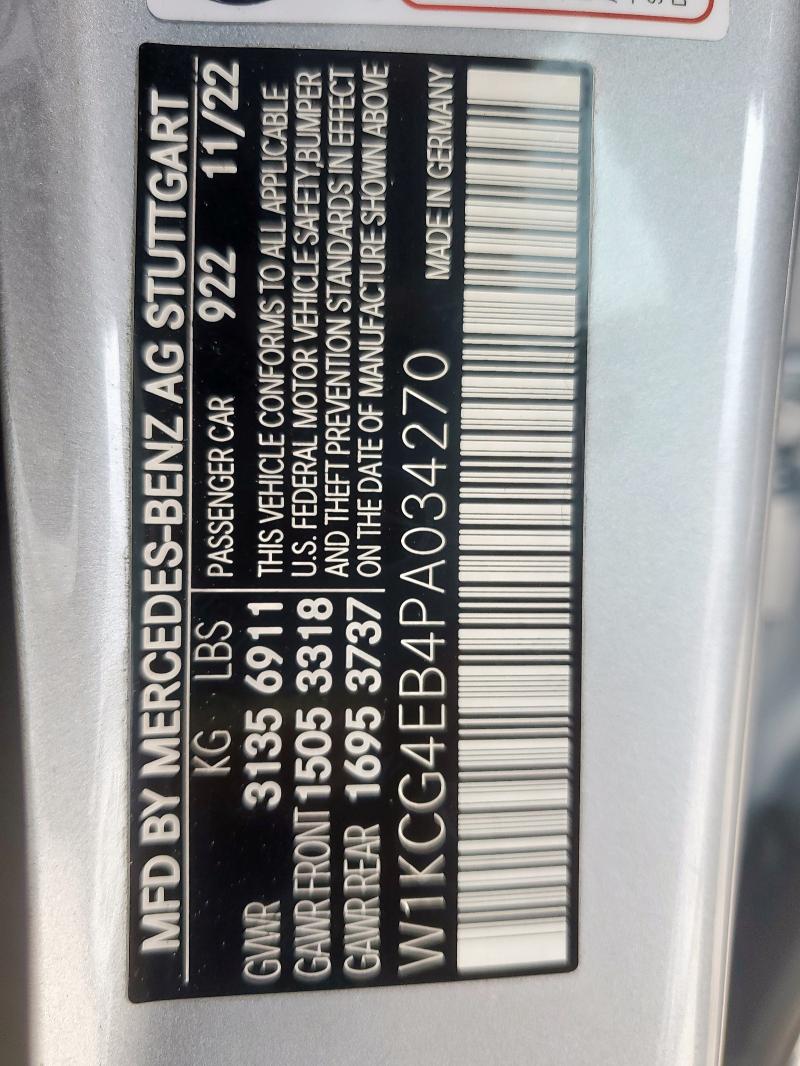 MFD BY MERCEDES-BENZ AG STUTTGART
KG LBS PASSENGER CAR 922 11/22
GVWR 3135 6911
GAWR FRONT 1505 3318
GAWR REAR 1695 3737
THIS VEHICLE CONFORMS TO ALL APPLICABLE
U.S. FEDERAL MOTOR VEHICLE SAFETY,BUMPER
AND THEFT PREVENTION STANDARDS IN EFFECT
ON THE DATE OF MANUFACTURE SHOWN ABOVE
W1KCG4EB4PA034270 MADE IN GERMANY